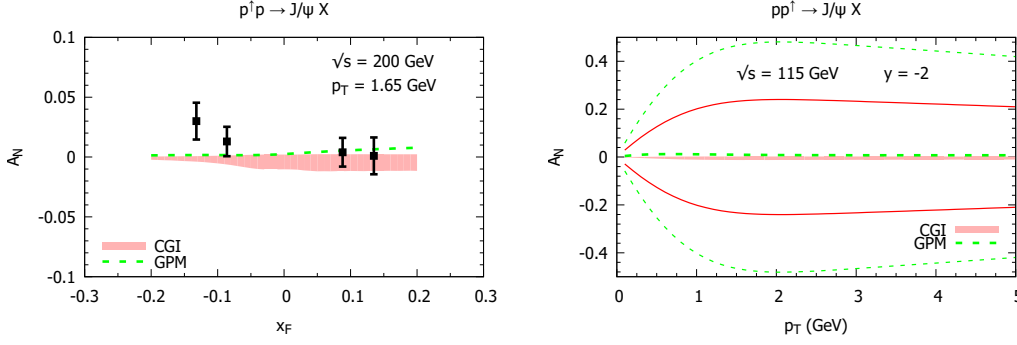 p↑p → J/ψ X
0.1
0.05
0
-0.05
-0.1
A_N
√s = 200 GeV
p_T = 1.65 GeV
CGI
GPM
-0.3 -0.2 -0.1 0 0.1 0.2 0.3
x_F
pp↑ → J/ψ X
0.4
0.2
0
-0.2
-0.4
A_N
√s = 115 GeV y = -2
CGI
GPM
0 1 2 3 4 5
p_T (GeV)